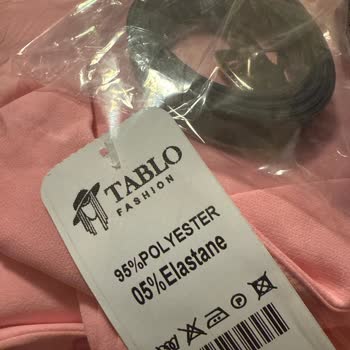 TABLO
FASHION
95%POLYESTER
05%Elastane